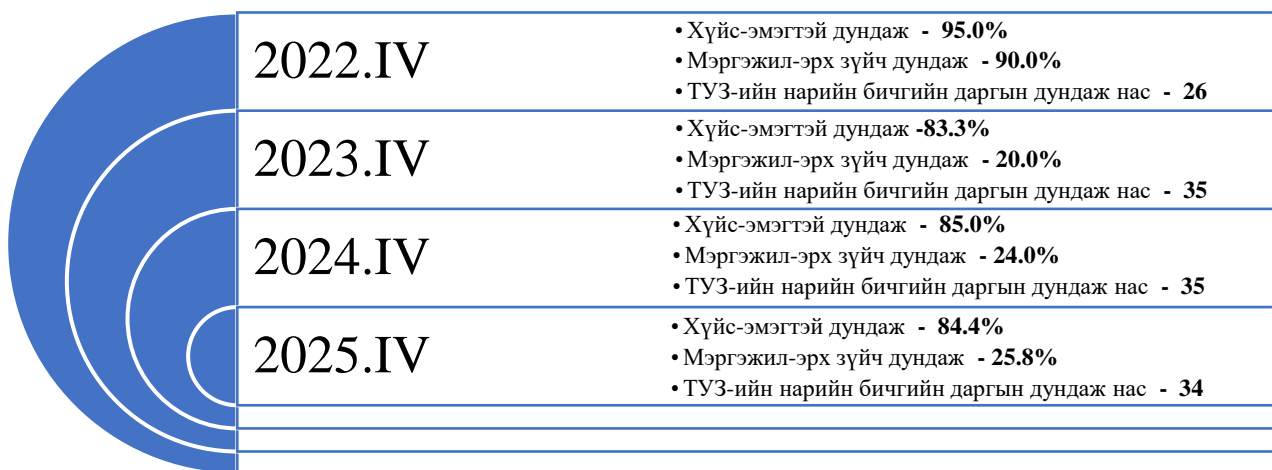 2022.IV
• Хүйс-эмэгтэй дундаж - 95.0%
• Мэргэжил-эрх зүйч дундаж - 90.0%
• ТУЗ-ийн нарийн бичгийн даргын дундаж нас - 26
2023.IV
• Хүйс-эмэгтэй дундаж -83.3%
• Мэргэжил-эрх зүйч дундаж - 20.0%
• ТУЗ-ийн нарийн бичгийн даргын дундаж нас - 35
2024.IV
• Хүйс-эмэгтэй дундаж - 85.0%
• Мэргэжил-эрх зүйч дундаж - 24.0%
• ТУЗ-ийн нарийн бичгийн даргын дундаж нас - 35
2025.IV
• Хүйс-эмэгтэй дундаж - 84.4%
• Мэргэжил-эрх зүйч дундаж - 25.8%
• ТУЗ-ийн нарийн бичгийн даргын дундаж нас - 34